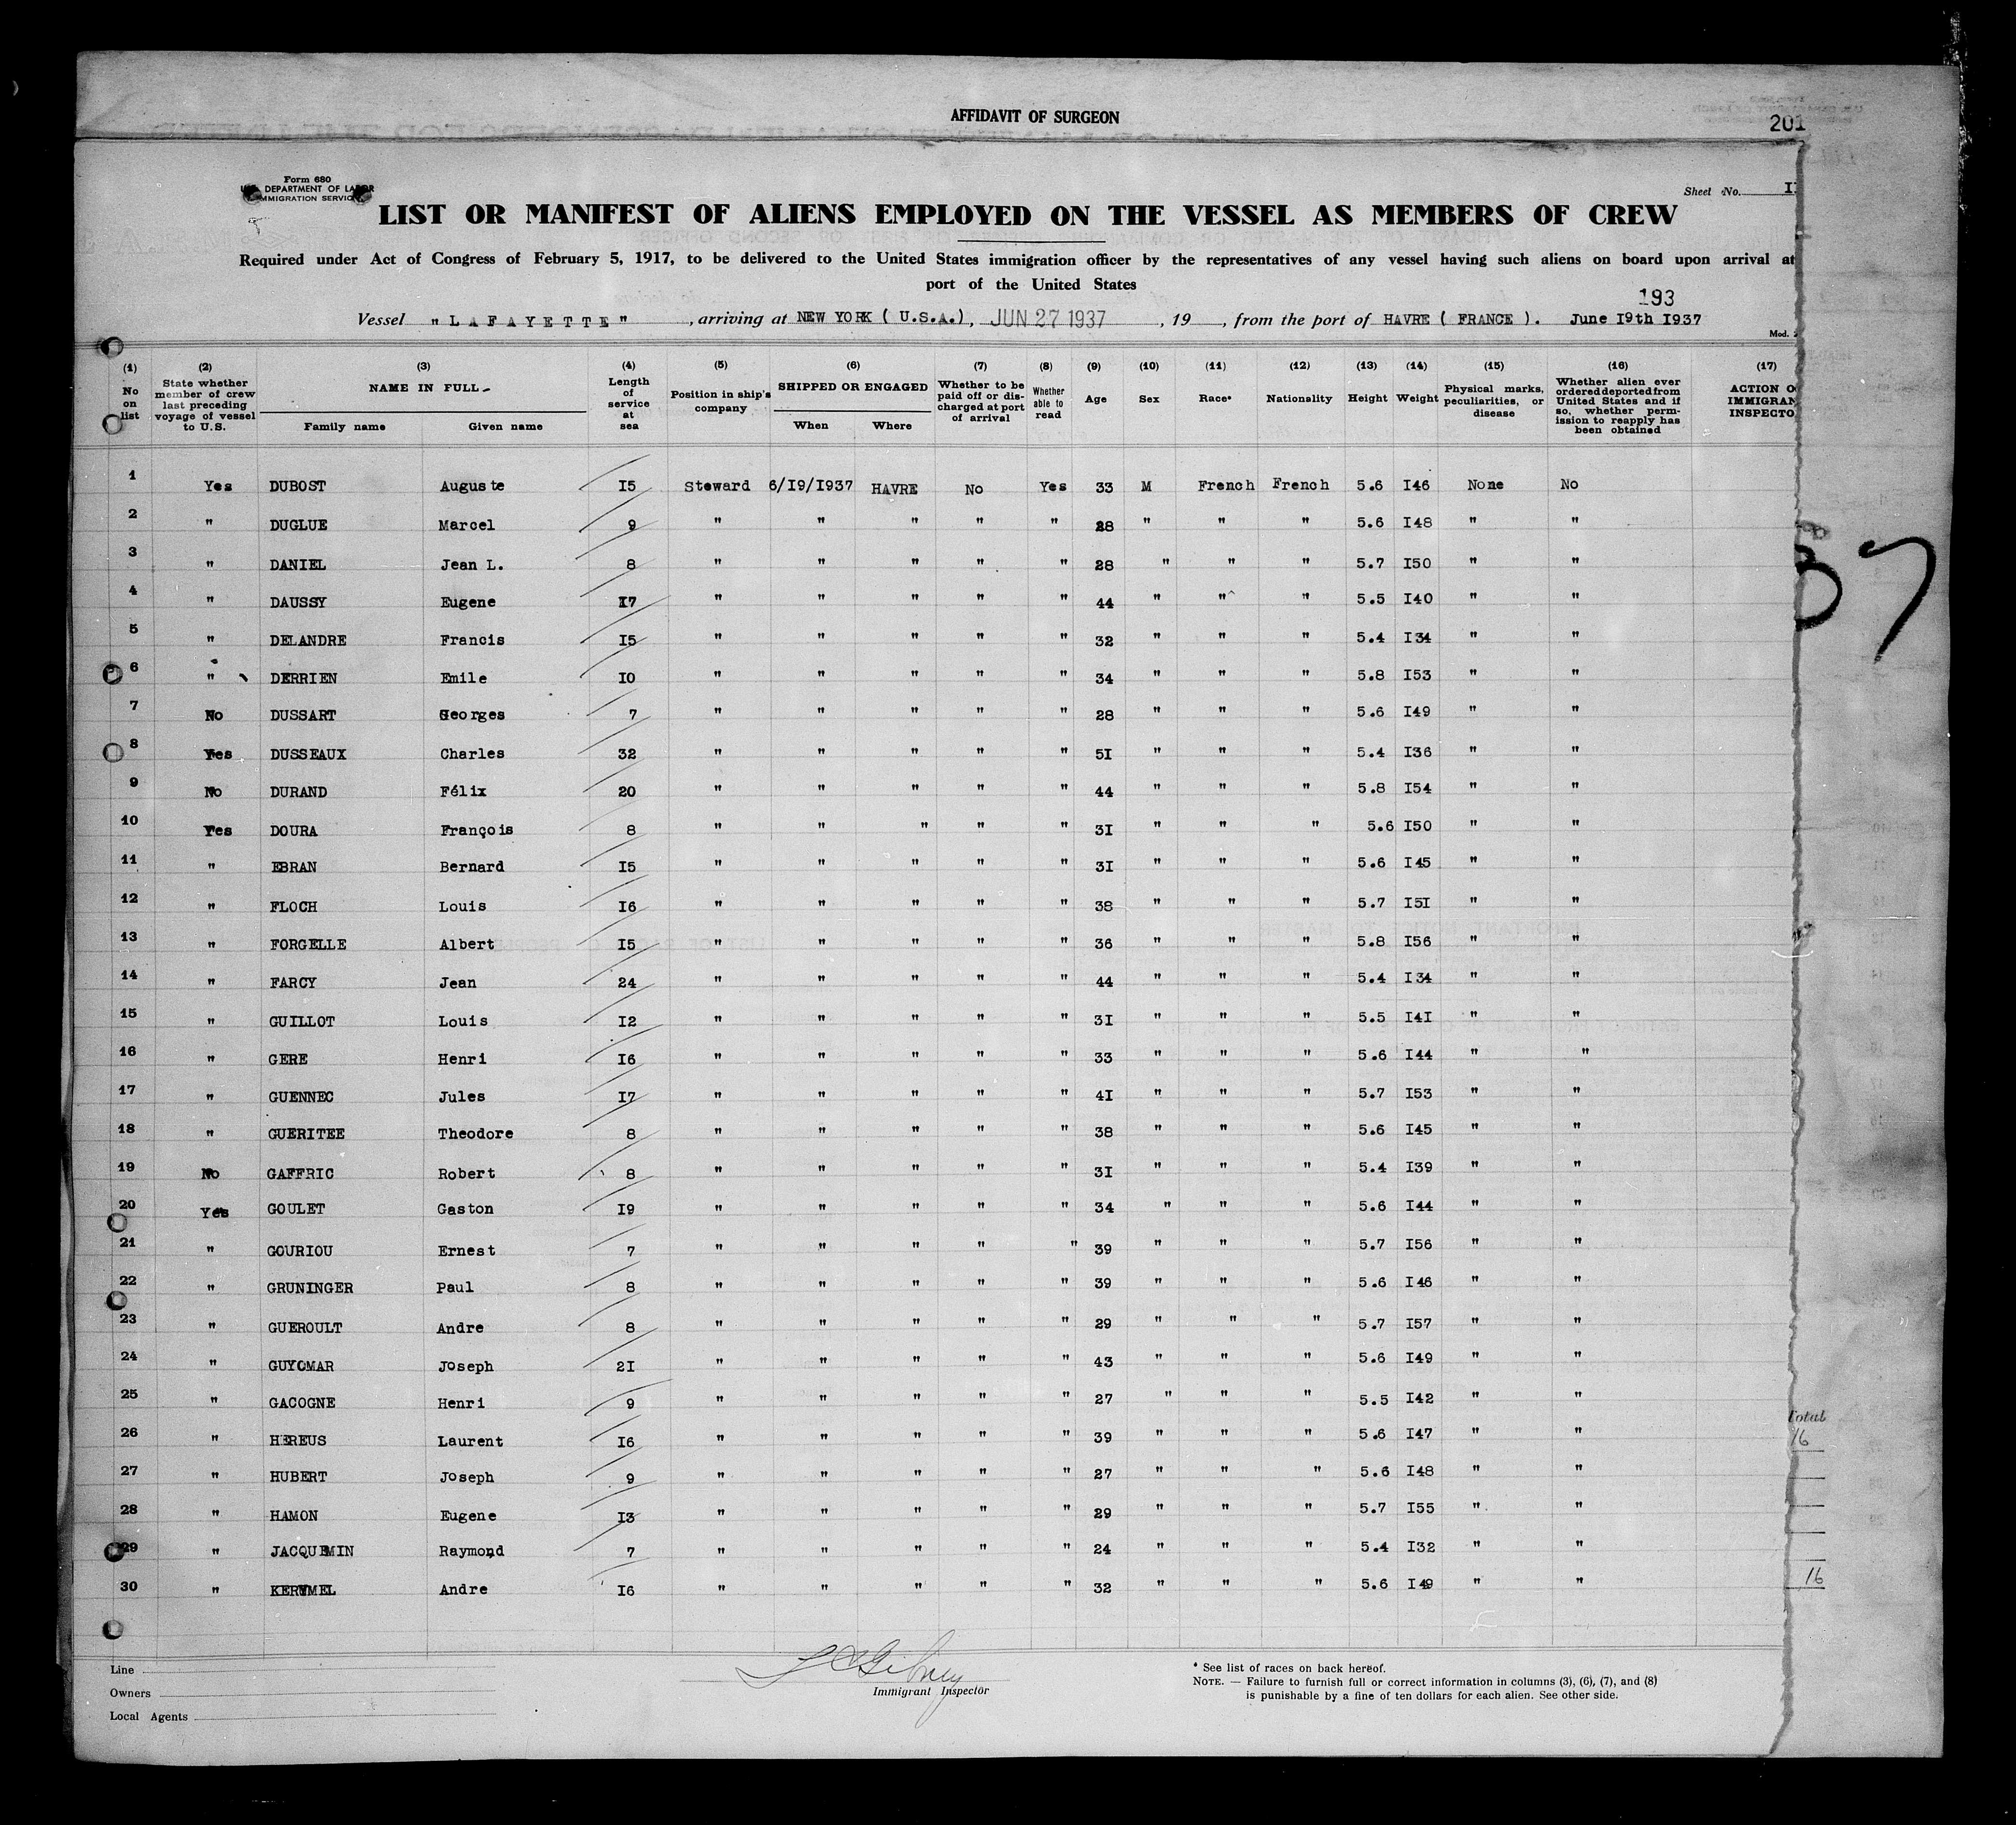 AFFIDAVIT OF SURGEON
201
Form 680
DEPARTMENT OF LABOR
IMMIGRATION SERVICE
Sheet No.
LIST OR MANIFEST OF ALIENS EMPLOYED ON THE VESSEL AS MEMBERS OF CREW
Required under Act of Congress of February 5, 1917, to be delivered to the United States immigration officer by the representatives of any vessel having such aliens on board upon arrival at
port of the United States
193
Vessel "LAFAYETTE", arriving at NEW YORK ( U.S.A.), JUN 27 1937, 19 , from the port of HAVRE ( FRANCE ). June I9th I937
Mod.
(1) (2) (3) (4) (5) (6) (7) (8) (9) (10) (11) (12) (13) (14) (15) (16) (17)
No on list
State whether member of crew last preceding voyage of vessel to U.S.
NAME IN FULL
Family name Given name
Length of service at sea
Position in ship's company
SHIPPED OR ENGAGED
When Where
Whether to be paid off or discharged at port of arrival
Whether able to read
Age
Sex
Race*
Nationality
Height
Weight
Physical marks, peculiarities, or disease
Whether alien ever ordered deported from United States and if so, whether permission to reapply has been obtained
ACTION O
IMMIGRAN
INSPECTO
1 Yes DUBOST Auguste I5 Steward 6/I9/I937 HAVRE No Yes 33 M French French 5.6 I46 None No
2 " DUGLUE Marcel 9 " " " " " 28 " " " 5.6 I48 " "
3 " DANIEL Jean L. 8 " " " " " 28 " " " 5.7 I50 " "
4 " DAUSSY Eugene I7 " " " " " 44 " " " 5.5 I40 " "
5 " DELANDRE Francis I5 " " " " " 32 " " " 5.4 I34 " "
6 " DERRIEN Emile I0 " " " " " 34 " " " 5.8 I53 " "
7 No DUSSART Georges 7 " " " " " 28 " " " 5.6 I49 " "
8 Yes DUSSEAUX Charles 32 " " " " " 5I " " " 5.4 I36 " "
9 No DURAND Félix 20 " " " " " 44 " " " 5.8 I54 " "
10 Yes DOURA François 8 " " " " " 3I " " " 5.6 I50 " "
11 " EBRAN Bernard I5 " " " " " 3I " " " 5.6 I45 " "
12 " FLOCH Louis I6 " " " " " 38 " " " 5.7 I5I " "
13 " FORGELLE Albert I5 " " " " " 36 " " " 5.8 I56 " "
14 " FARCY Jean 24 " " " " " 44 " " " 5.4 I34 " "
15 " GUILLOT Louis I2 " " " " " 3I " " " 5.5 I4I " "
16 " GERE Henri I6 " " " " " 33 " " " 5.6 I44 " "
17 " GUENNEC Jules I7 " " " " " 4I " " " 5.7 I53 " "
18 " GUERITEE Theodore 8 " " " " " 38 " " " 5.6 I45 " "
19 No GAFFRIC Robert 8 " " " " " 3I " " " 5.4 I39 " "
20 Yes GOULET Gaston I9 " " " " " 34 " " " 5.6 I44 " "
21 " GOURIOU Ernest 7 " " " " " 39 " " " 5.7 I56 " "
22 " GRUNINGER Paul 8 " " " " " 39 " " " 5.6 I46 " "
23 " GUEROULT Andre 8 " " " " " 29 " " " 5.7 I57 " "
24 " GUYOMAR Joseph 2I " " " " " 43 " " " 5.6 I49 " "
25 " GACOGNE Henri 9 " " " " " 27 " " " 5.5 I42 " "
26 " HEREUS Laurent I6 " " " " " 39 " " " 5.6 I47 " "
27 " HUBERT Joseph 9 " " " " " 27 " " " 5.6 I48 " "
28 " HAMON Eugene I3 " " " " " 29 " " " 5.7 I55 " "
29 " JACQUEMIN Raymond 7 " " " " " 24 " " " 5.4 I32 " "
30 " Andre I6 " " " " " 32 " " " 5.6 I49 " "
37
Total
16
16
Line
Owners
Local Agents
Immigrant Inspector
* See list of races on back hereof.
NOTE. — Failure to furnish full or correct information in columns (3), (6), (7), and (8)
is punishable by a fine of ten dollars for each alien. See other side.